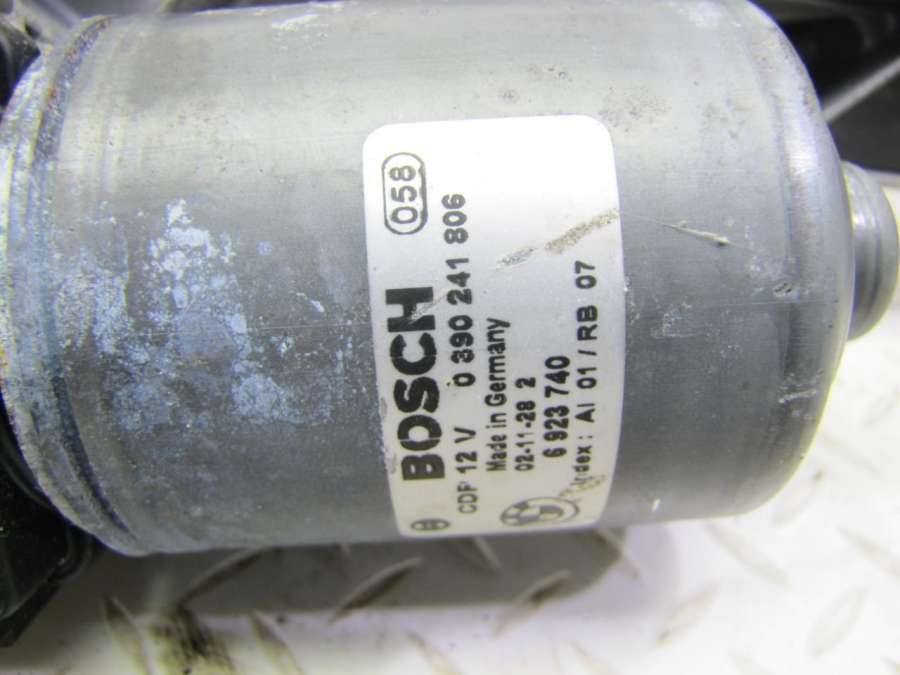 BOSCH 058
CDP 12 V 0 390 241 806
Made in Germany
02-11-28 2
6 923 740
Index: AI 01 / RB 07